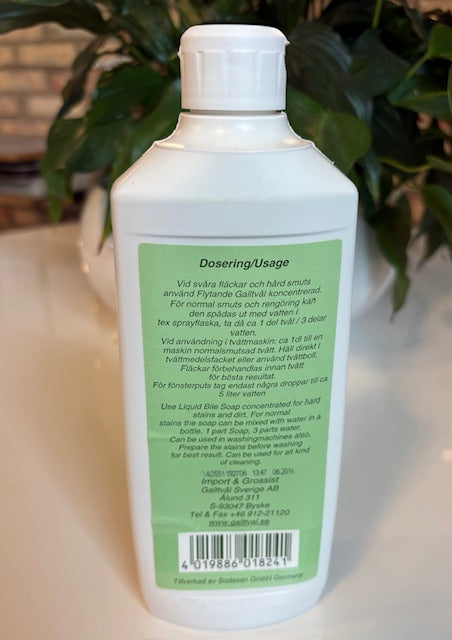 Dosering/Usage
Vid svåra fläckar och hård smuts
använd Flytande Galltvål koncentrerad.
För normal smuts och rengöring kan
den spädas ut med vatten i
tex sprayflaska, ta då ca 1 del tvål / 3 delar
vatten.
Vid användning i tvättmaskin: ca 1dl till en
maskin normalsmutsad tvätt. Häll direkt i
tvättmedelsfacket eller använd tvättboll.
Fläckar förbehandlas innan tvätt
för bästa resultat.
För fönsterputs tag endast några droppar till ca
5 liter vatten
Use Liquid Bile Soap concentrated for hard
stains and dirt. For normal
stains the soap can be mixed with water in a
bottle. 1 part Soap, 3 parts water.
Can be used in washingmachines also.
Prepare the stains before washing
for best result. Can be used for all kind
of cleaning.
13:47
Import & Grossist
Galltvål Sverige AB
Ålund 311
S-93047 Byske
Tel & Fax +46 912-21120
www.galltval.se
4 019886 018241
Tillverkad av Sodasan GmbH Germany